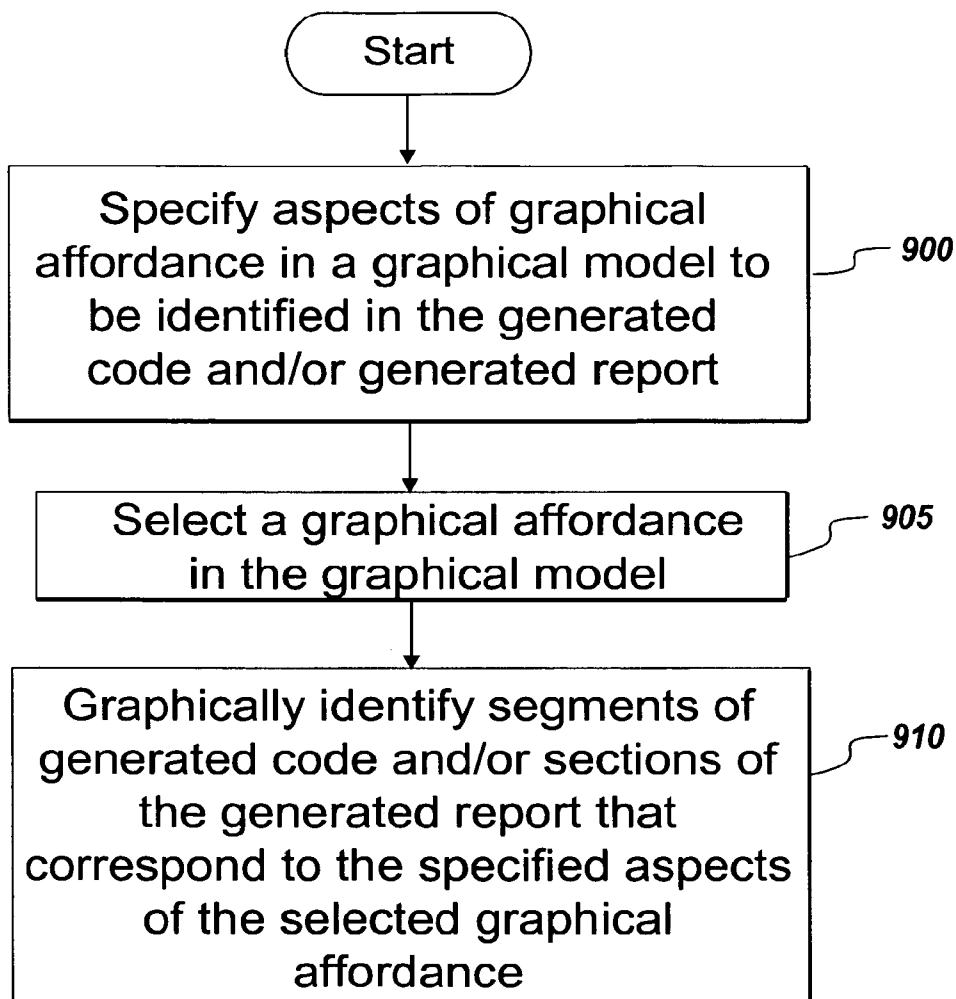 Start
Specify aspects of graphical
affordance in a graphical model to
be identified in the generated
code and/or generated report
900
Select a graphical affordance
in the graphical model
905
Graphically identify segments of
generated code and/or sections of
the generated report that
correspond to the specified aspects
of the selected graphical
affordance
910